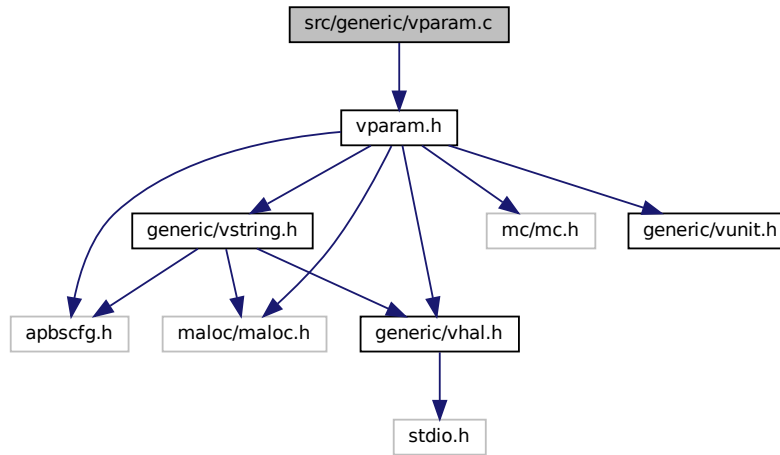 src/generic/vparam.c
vparam.h
generic/vstring.h
mc/mc.h
generic/vunit.h
apbscfg.h
maloc/maloc.h
generic/vhal.h
stdio.h